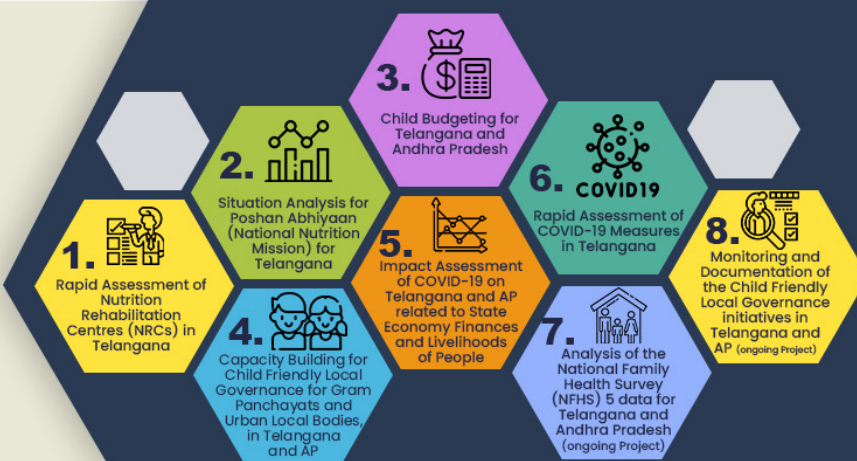 1.
Rapid Assessment of
Nutrition
Rehabilitation
Centres (NRCs) in
Telangana
2.
Situation Analysis for
Poshan Abhiyaan
(National Nutrition
Mission) for
Telangana
3.
$
Child Budgeting for
Telangana and
Andhra Pradesh
4.
Capacity Building for
Child Friendly Local
Governance for Gram
Panchayats and
Urban Local Bodies,
in Telangana
and AP
5.
Impact Assessment
of COVID-19 on
Telangana and AP
related to State
Economy Finances
and Livelihoods
of People
6.
COVID19
Rapid Assessment of
COVID-19 Measures
in Telangana
7.
Analysis of the
National Family
Health Survey
(NFHS) 5 data for
Telangana and
Andhra Pradesh
(ongoing Project)
8.
Monitoring and
Documentation of
the Child Friendly
Local Governance
initiatives in
Telangana and
AP (ongoing Project)